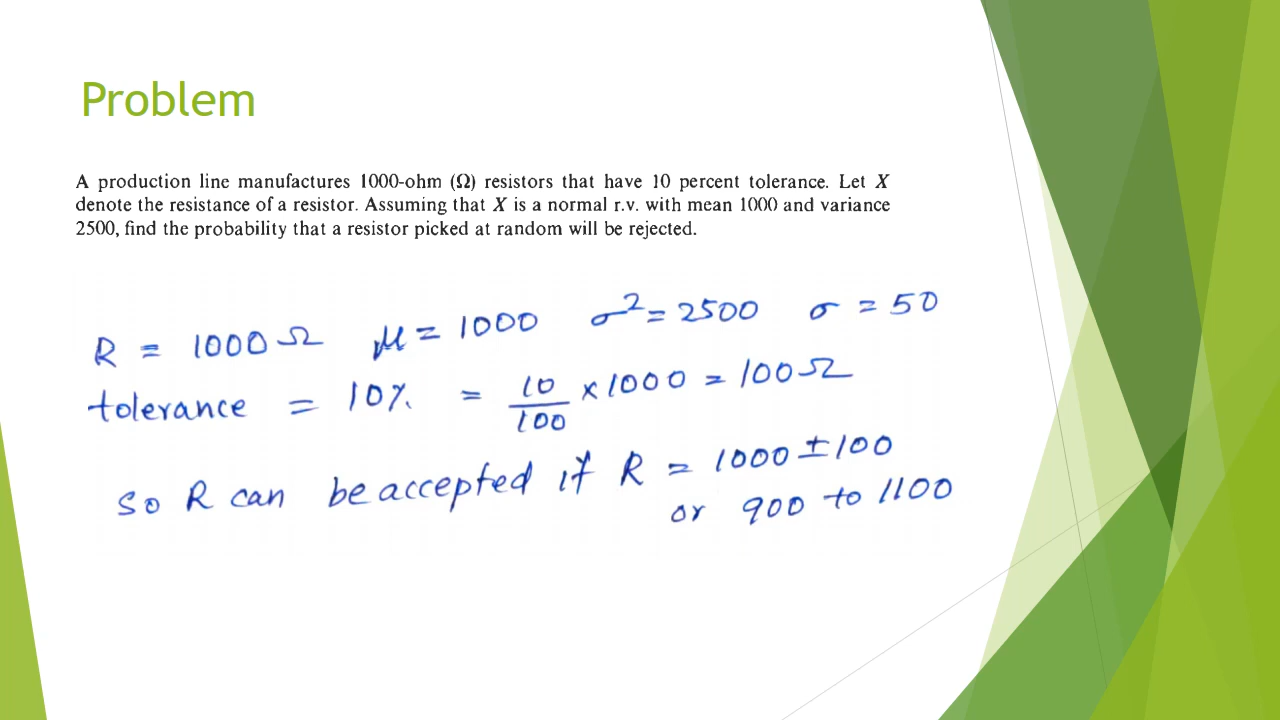 Problem
A production line manufactures 1000-ohm (Ω) resistors that have 10 percent tolerance. Let X
denote the resistance of a resistor. Assuming that X is a normal r.v. with mean 1000 and variance
2500, find the probability that a resistor picked at random will be rejected.
R = 1000 Ω μ = 1000 σ² = 2500 σ = 50
tolerance = 10% = 10/100 × 1000 = 100 Ω
so R can be accepted if R = 1000 ± 100
or 900 to 1100